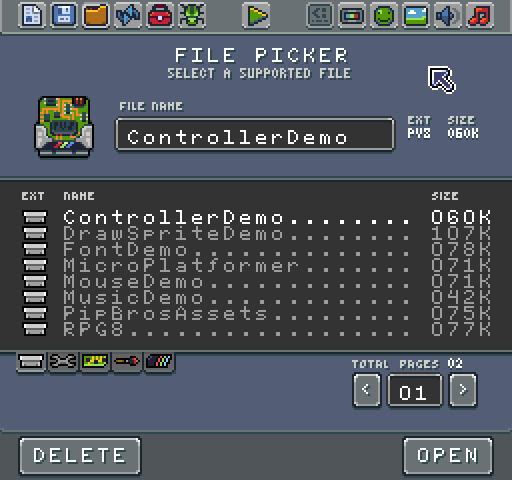 FILE PICKER
SELECT A SUPPORTED FILE
FILE NAME
ControllerDemo
EXT SIZE
PV8 060K
EXT NAME SIZE
ControllerDemo........ 060K
DrawSpriteDemo........ 107K
FontDemo.............. 078K
MicroPlatformer....... 071K
MouseDemo............. 071K
MusicDemo............. 042K
PipBrosAssets......... 075K
RPG8.................. 077K
TOTAL PAGES 02
< 01 >
DELETE OPEN